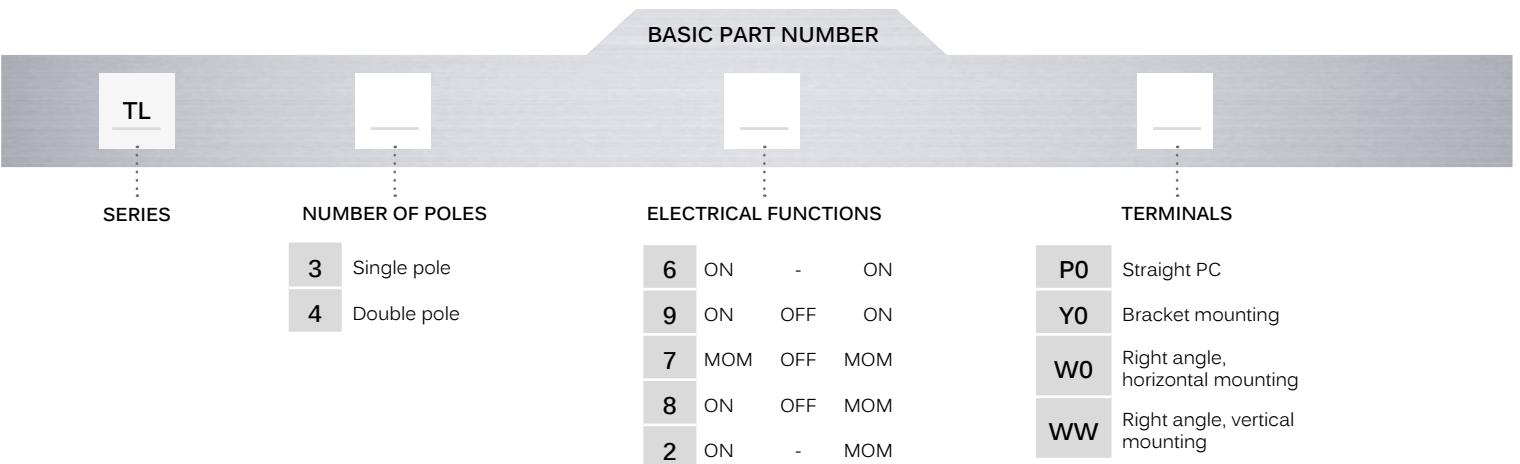 BASIC PART NUMBER
TL
SERIES
NUMBER OF POLES
3 Single pole
4 Double pole
ELECTRICAL FUNCTIONS
6 ON - ON
9 ON OFF ON
7 MOM OFF MOM
8 ON OFF MOM
2 ON - MOM
TERMINALS
P0 Straight PC
Y0 Bracket mounting
W0 Right angle,
horizontal mounting
WW Right angle, vertical
mounting